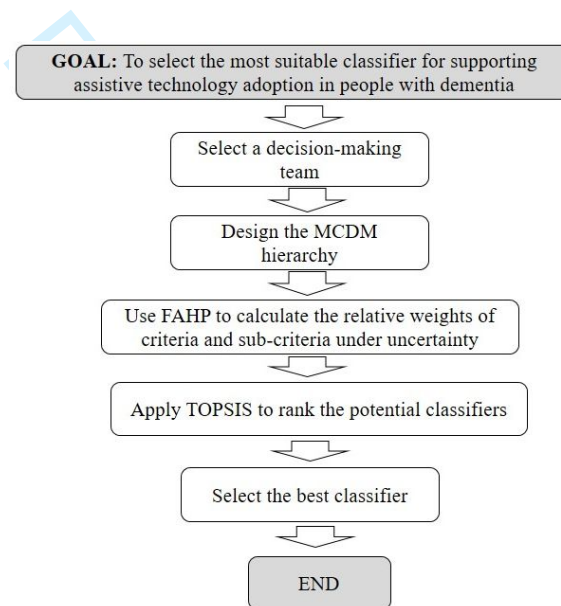 GOAL: To select the most suitable classifier for supporting
assistive technology adoption in people with dementia
Select a decision-making
team
Design the MCDM
hierarchy
Use FAHP to calculate the relative weights of
criteria and sub-criteria under uncertainty
Apply TOPSIS to rank the potential classifiers
Select the best classifier
END